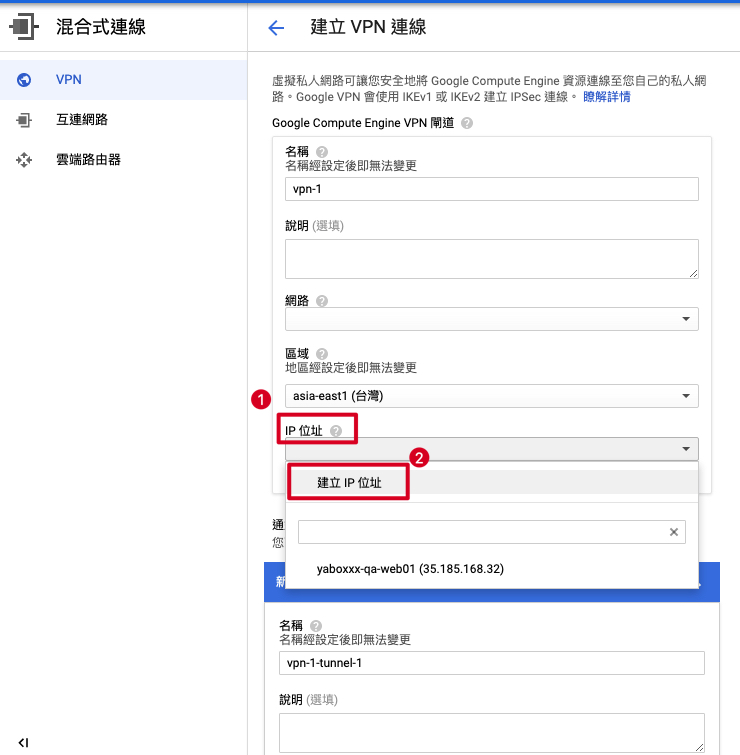 混合式連線
建立 VPN 連線
VPN
互連網路
雲端路由器
虛擬私人網路可讓您安全地將 Google Compute Engine 資源連線至您自己的私人網
路。Google VPN 會使用 IKEv1 或 IKEv2 建立 IPSec 連線。 瞭解詳情
Google Compute Engine VPN 閘道 ?
名稱 ?
名稱經設定後即無法變更
vpn-1
說明 (選填)
網路 ?
區域 ?
地區經設定後即無法變更
asia-east1 (台灣)
1
IP 位址 ?
2
建立 IP 位址
通
您
yaboxxx-qa-web01 (35.185.168.32)
新
名稱 ?
名稱經設定後即無法變更
vpn-1-tunnel-1
說明 (選填)